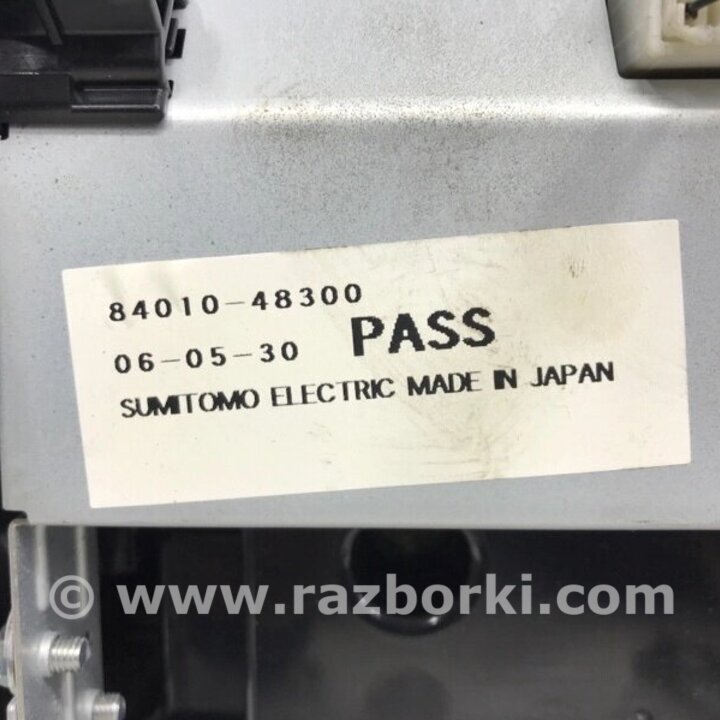 84010-48300
06-05-30 PASS
SUMITOMO ELECTRIC MADE IN JAPAN
© www.razborki.com